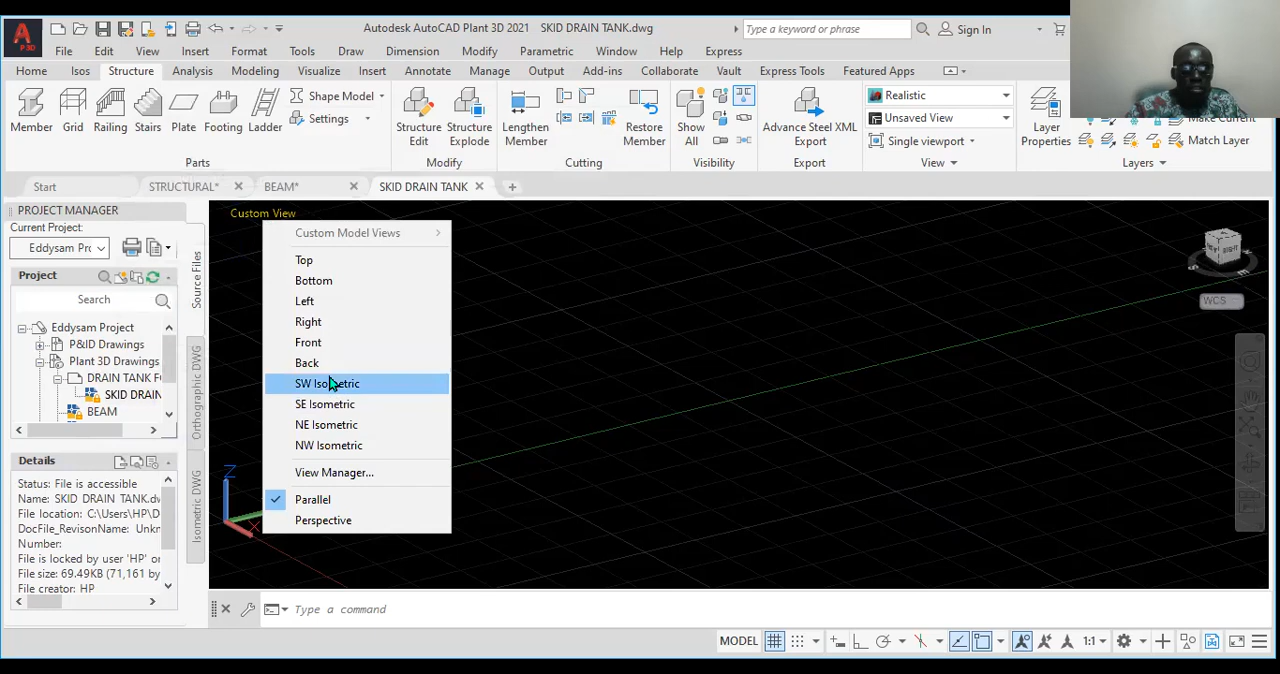 Autodesk AutoCAD Plant 3D 2021 SKID DRAIN TANK.dwg
Type a keyword or phrase
Sign In
A
P3D
File Edit View Insert Format Tools Draw Dimension Modify Parametric Window Help Express
Home Isos Structure Analysis Modeling Visualize Insert Annotate Manage Output Add-ins Collaborate Vault Express Tools Featured Apps
Member Grid Railing Stairs Plate Footing Ladder
Shape Model
Settings
Structure Edit
Structure Explode
Lengthen Member
Restore Member
Show All
Advance Steel XML Export
Realistic
Unsaved View
Single viewport
Layer Properties
Make Current
Match Layer
Parts Modify Cutting Visibility Export View Layers
Start STRUCTURAL* BEAM* SKID DRAIN TANK
PROJECT MANAGER
Current Project:
Eddysam Prc
Project
Search
Eddysam Project
P&ID Drawings
Plant 3D Drawings
DRAIN TANK F
SKID DRAIN
BEAM
Source Files
Orthographic DWG
Isometric DWG
Details
Status: File is accessible
Name: SKID DRAIN TANK.dw
File location: C:\Users\HP\D
DocFile_RevisonName: Unkn
Number:
File is locked by user 'HP' or
File size: 69.49KB (71,161 by
File creator: HP
Custom View
Custom Model Views
Top
Bottom
Left
Right
Front
Back
SW Isometric
SE Isometric
NE Isometric
NW Isometric
View Manager...
Parallel
Perspective
Z
X
WCS
Type a command
MODEL
1:1